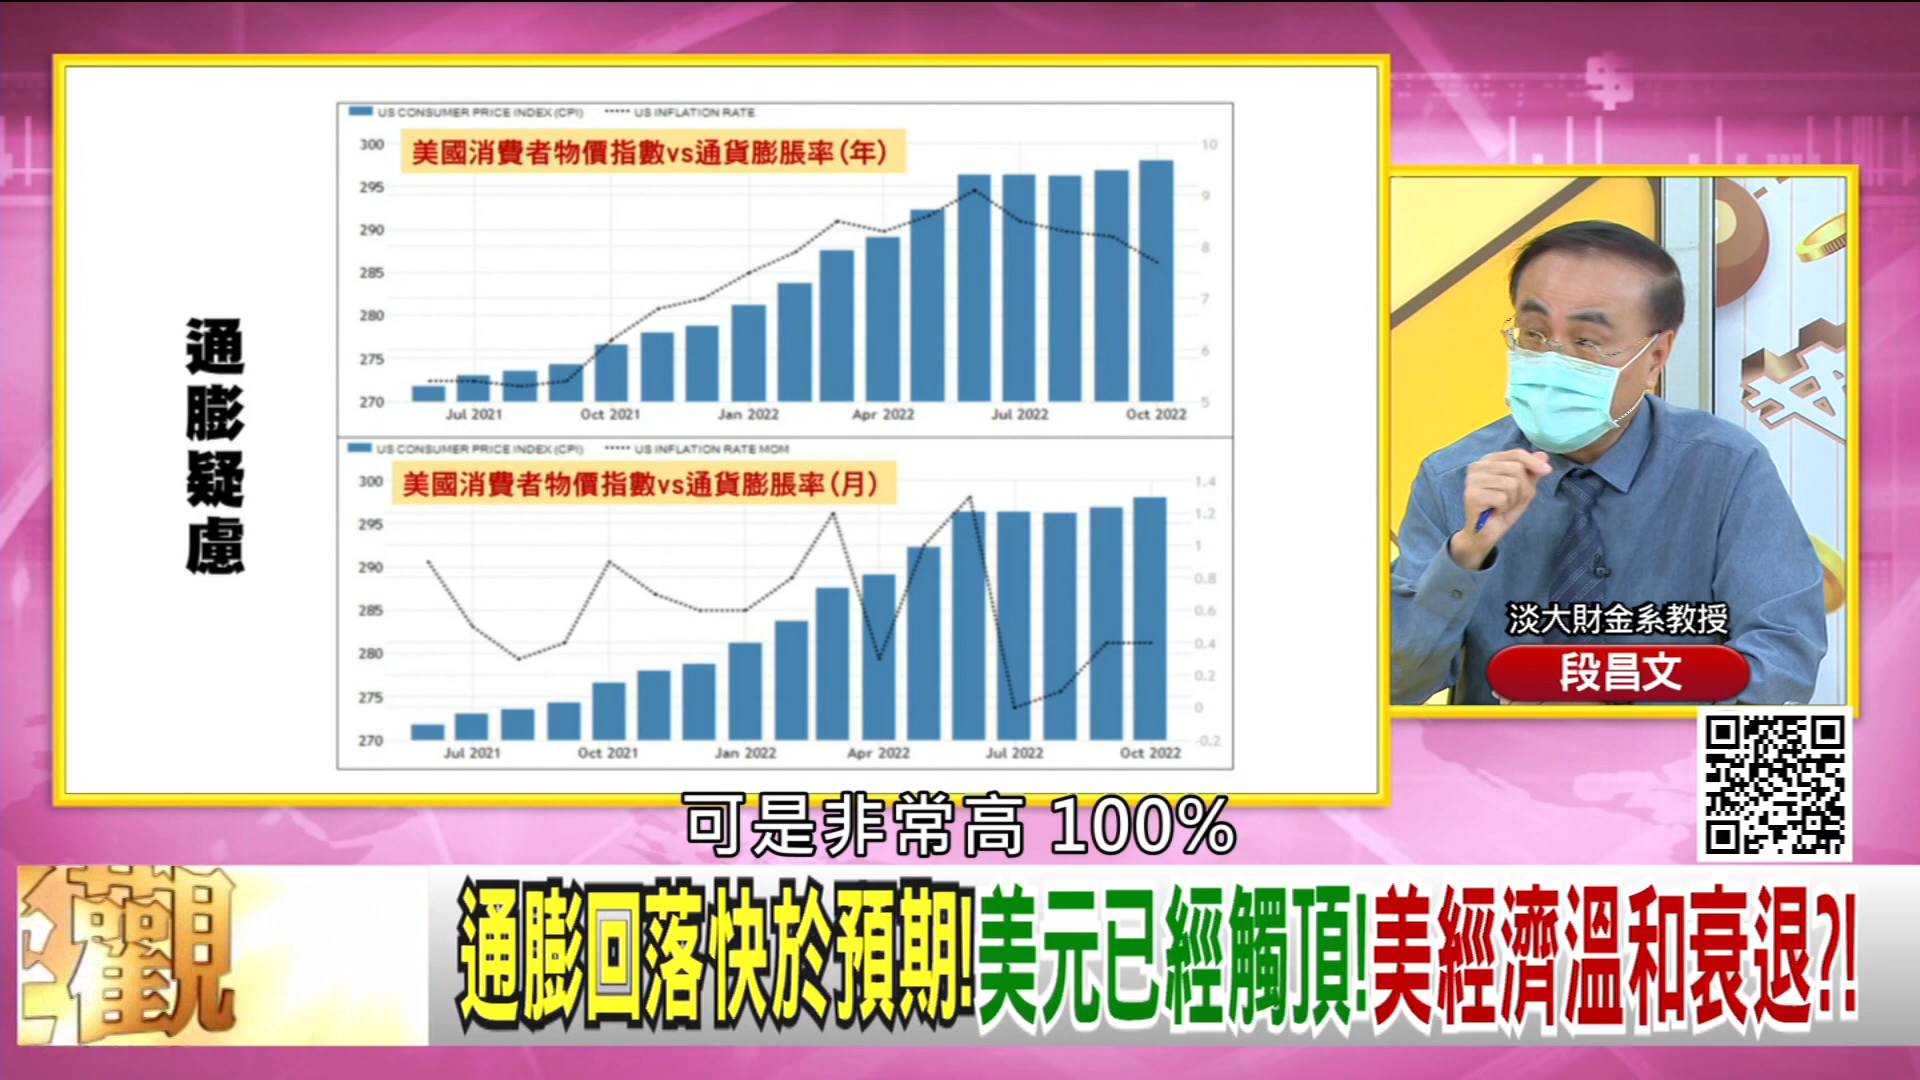 US CONSUMER PRICE INDEX (CPI) US INFLATION RATE
美國消費者物價指數vs通貨膨脹率(年)
300 10
295 9
290 8
285
280 7
275 6
270 5
Jul 2021 Oct 2021 Jan 2022 Apr 2022 Jul 2022 Oct 2022
通膨疑慮
US CONSUMER PRICE INDEX (CPI) US INFLATION RATE MOM
美國消費者物價指數vs通貨膨脹率(月)
300 1.4
295 1.2
1
290 0.8
285 0.6
280 0.4
275 0.2
0
270 -0.2
Jul 2021 Oct 2021 Jan 2022 Apr 2022 Jul 2022 Oct 2022
淡大財金系教授
段昌文
可是非常高 100%
觀
通膨回落快於預期!美元已經觸頂!美經濟溫和衰退?!